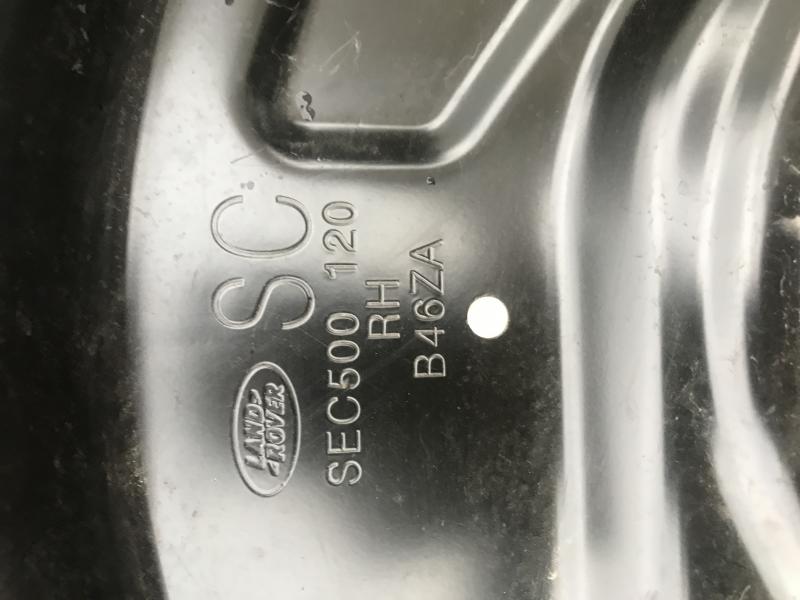 SC
LAND
ROVER
SEC500 120
RH
B46ZA